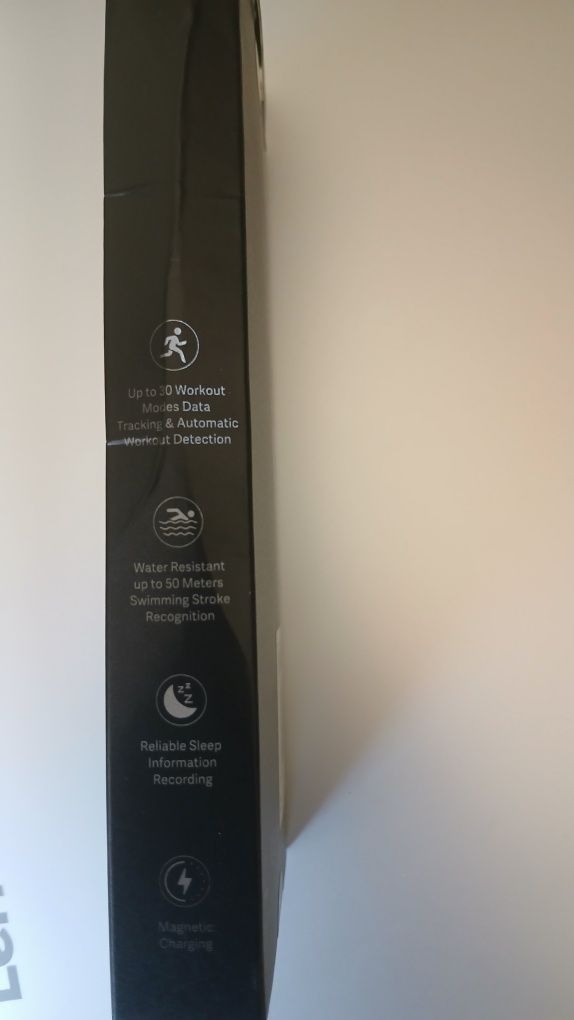 Up to 30 Workout
Modes Data
Tracking & Automatic
Workout Detection
Water Resistant
up to 50 Meters
Swimming Stroke
Recognition
Reliable Sleep
Information
Recording
Magnetic
Charging